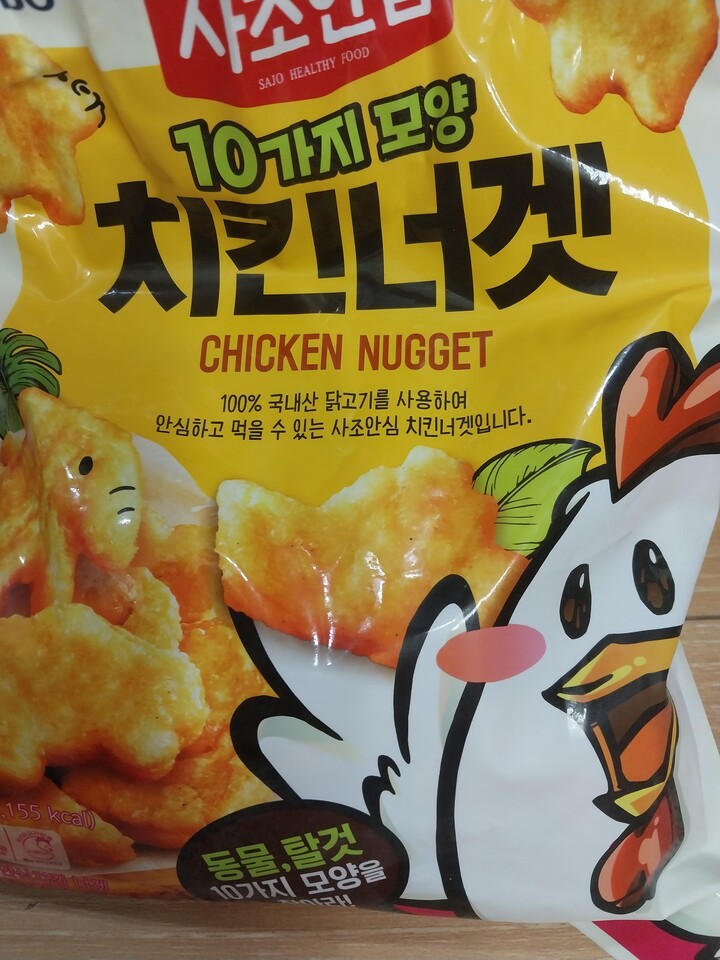 사조안심
SAJO HEALTHY FOOD
10가지 모양
치킨너겟
CHICKEN NUGGET
100% 국내산 닭고기를 사용하여
안심하고 먹을 수 있는 사조안심 치킨너겟입니다.
155 kcal)
동물,탈것
10가지 모양을